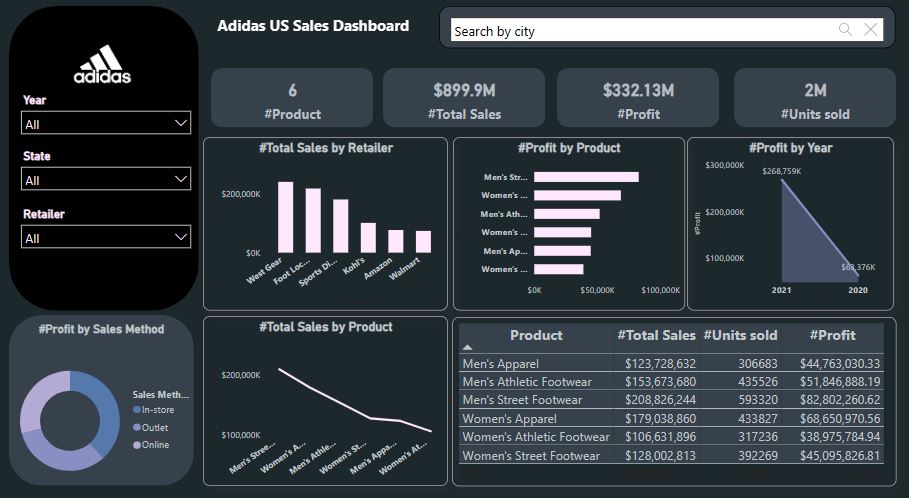 adidas
Year
All
State
All
Retailer
All
Adidas US Sales Dashboard
Search by city
6
#Product
$899.9M
#Total Sales
$332.13M
#Profit
2M
#Units sold
#Total Sales by Retailer
$200,000K
$0K
West Gear
Foot Loc...
Sports Di...
Kohl's
Amazon
Walmart
#Profit by Product
Men's Str...
Women's ...
Men's Ath...
Women's ...
Men's Ap...
Women's ...
$0K $50,000K $100,000K
#Profit by Year
#Profit
$300,000K
$268,759K
$200,000K
$100,000K
$63,376K
2021 2020
#Profit by Sales Method
Sales Meth...
In-store
Outlet
Online
#Total Sales by Product
$200,000K
$100,000K
Men's Stree...
Women's A...
Men's Athle...
Women's St...
Men's Appa...
Women's At...
Product #Total Sales #Units sold #Profit
Men's Apparel $123,728,632 306683 $44,763,030.33
Men's Athletic Footwear $153,673,680 435526 $51,846,888.19
Men's Street Footwear $208,826,244 593320 $82,802,260.62
Women's Apparel $179,038,860 433827 $68,650,970.56
Women's Athletic Footwear $106,631,896 317236 $38,975,784.94
Women's Street Footwear $128,002,813 392269 $45,095,826.81